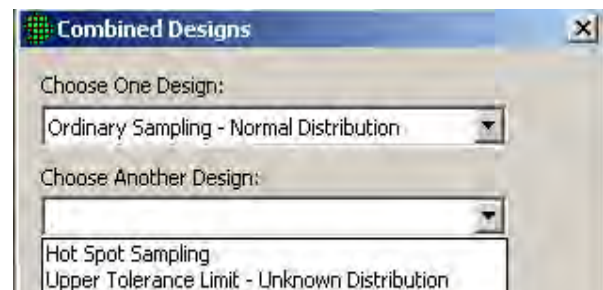 Combined Designs
Choose One Design:
Ordinary Sampling - Normal Distribution
Choose Another Design:
Hot Spot Sampling
Upper Tolerance Limit - Unknown Distribution